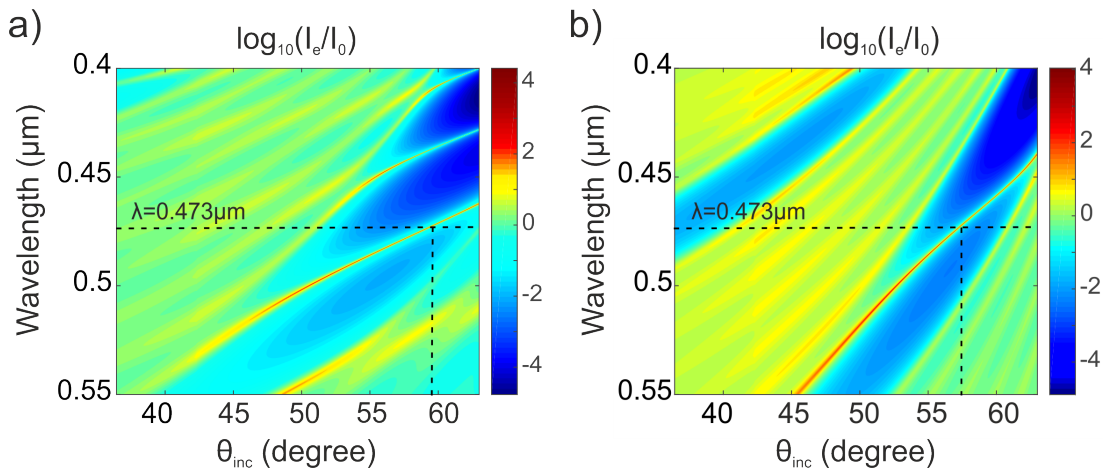 a)
log₁₀(Iₑ/I₀)
Wavelength (µm)
0.4
0.45
0.5
0.55
λ=0.473µm
40 45 50 55 60
θinc (degree)
4
2
0
-2
-4
b)
log₁₀(Iₑ/I₀)
Wavelength (µm)
0.4
0.45
0.5
0.55
λ=0.473µm
40 45 50 55 60
θinc (degree)
4
2
0
-2
-4